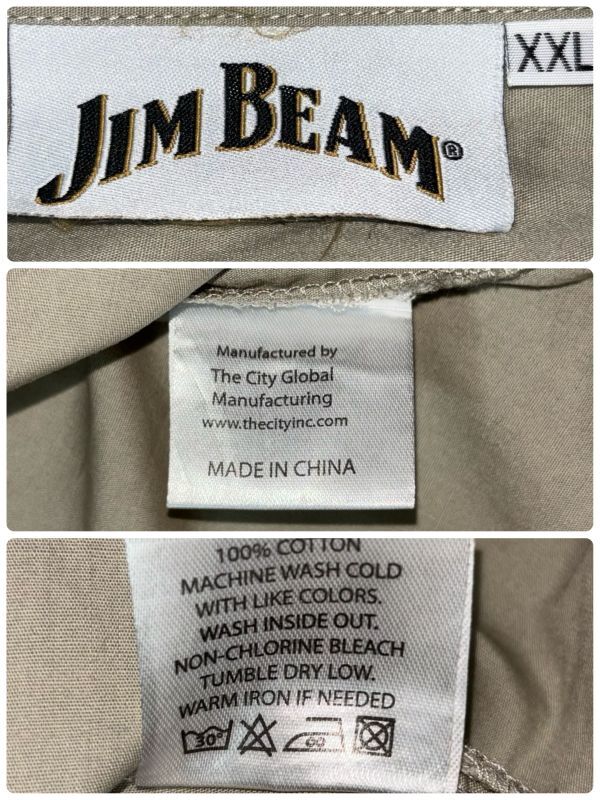 JIM BEAM®
XXL
Manufactured by
The City Global
Manufacturing
www.thecityinc.com
MADE IN CHINA
100% COTTON
MACHINE WASH COLD
WITH LIKE COLORS.
WASH INSIDE OUT.
NON-CHLORINE BLEACH
TUMBLE DRY LOW.
WARM IRON IF NEEDED
30°